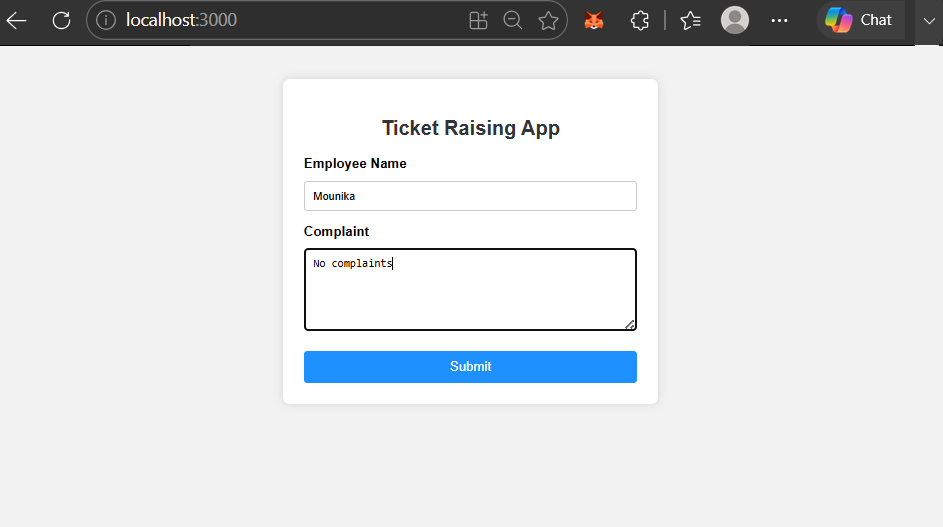 localhost:3000
Chat
Ticket Raising App
Employee Name
Mounika
Complaint
No complaints
Submit